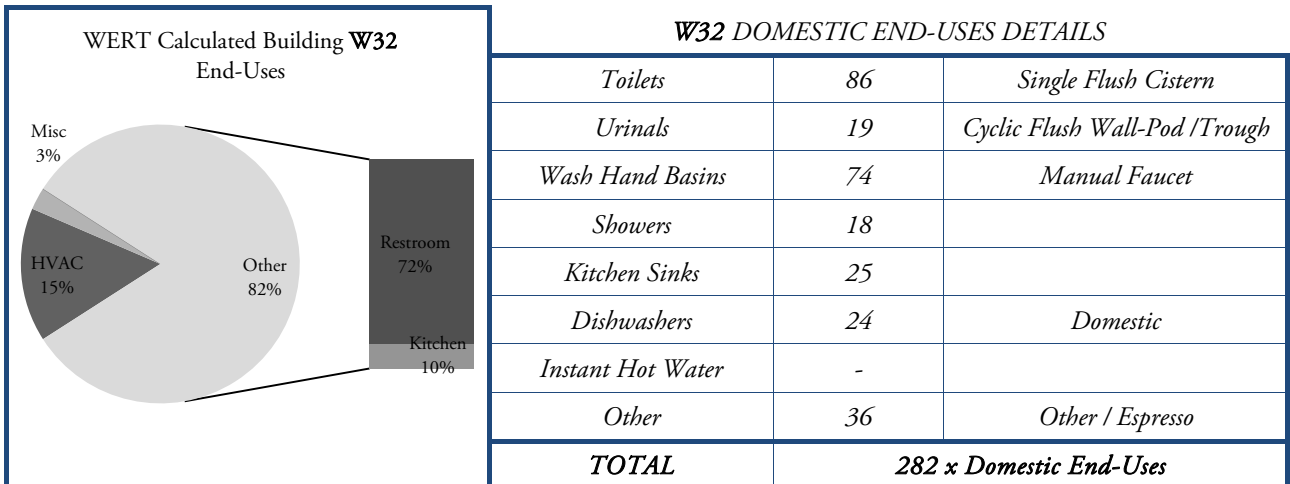 WERT Calculated Building W32
End-Uses
Misc
3%
HVAC
15%
Other
82%
Restroom
72%
Kitchen
10%
W32 DOMESTIC END-USES DETAILS
Toilets 86 Single Flush Cistern
Urinals 19 Cyclic Flush Wall-Pod /Trough
Wash Hand Basins 74 Manual Faucet
Showers 18
Kitchen Sinks 25
Dishwashers 24 Domestic
Instant Hot Water -
Other 36 Other / Espresso
TOTAL 282 x Domestic End-Uses